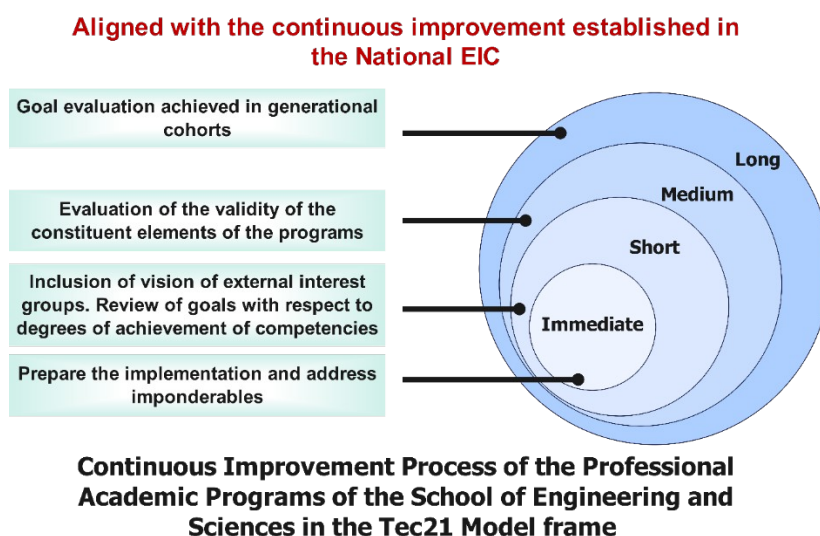 Aligned with the continuous improvement established in
the National EIC
Goal evaluation achieved in generational
cohorts
Long
Medium
Evaluation of the validity of the
constituent elements of the programs
Short
Inclusion of vision of external interest
groups. Review of goals with respect to
degrees of achievement of competencies
Immediate
Prepare the implementation and address
imponderables
Continuous Improvement Process of the Professional
Academic Programs of the School of Engineering and
Sciences in the Tec21 Model frame